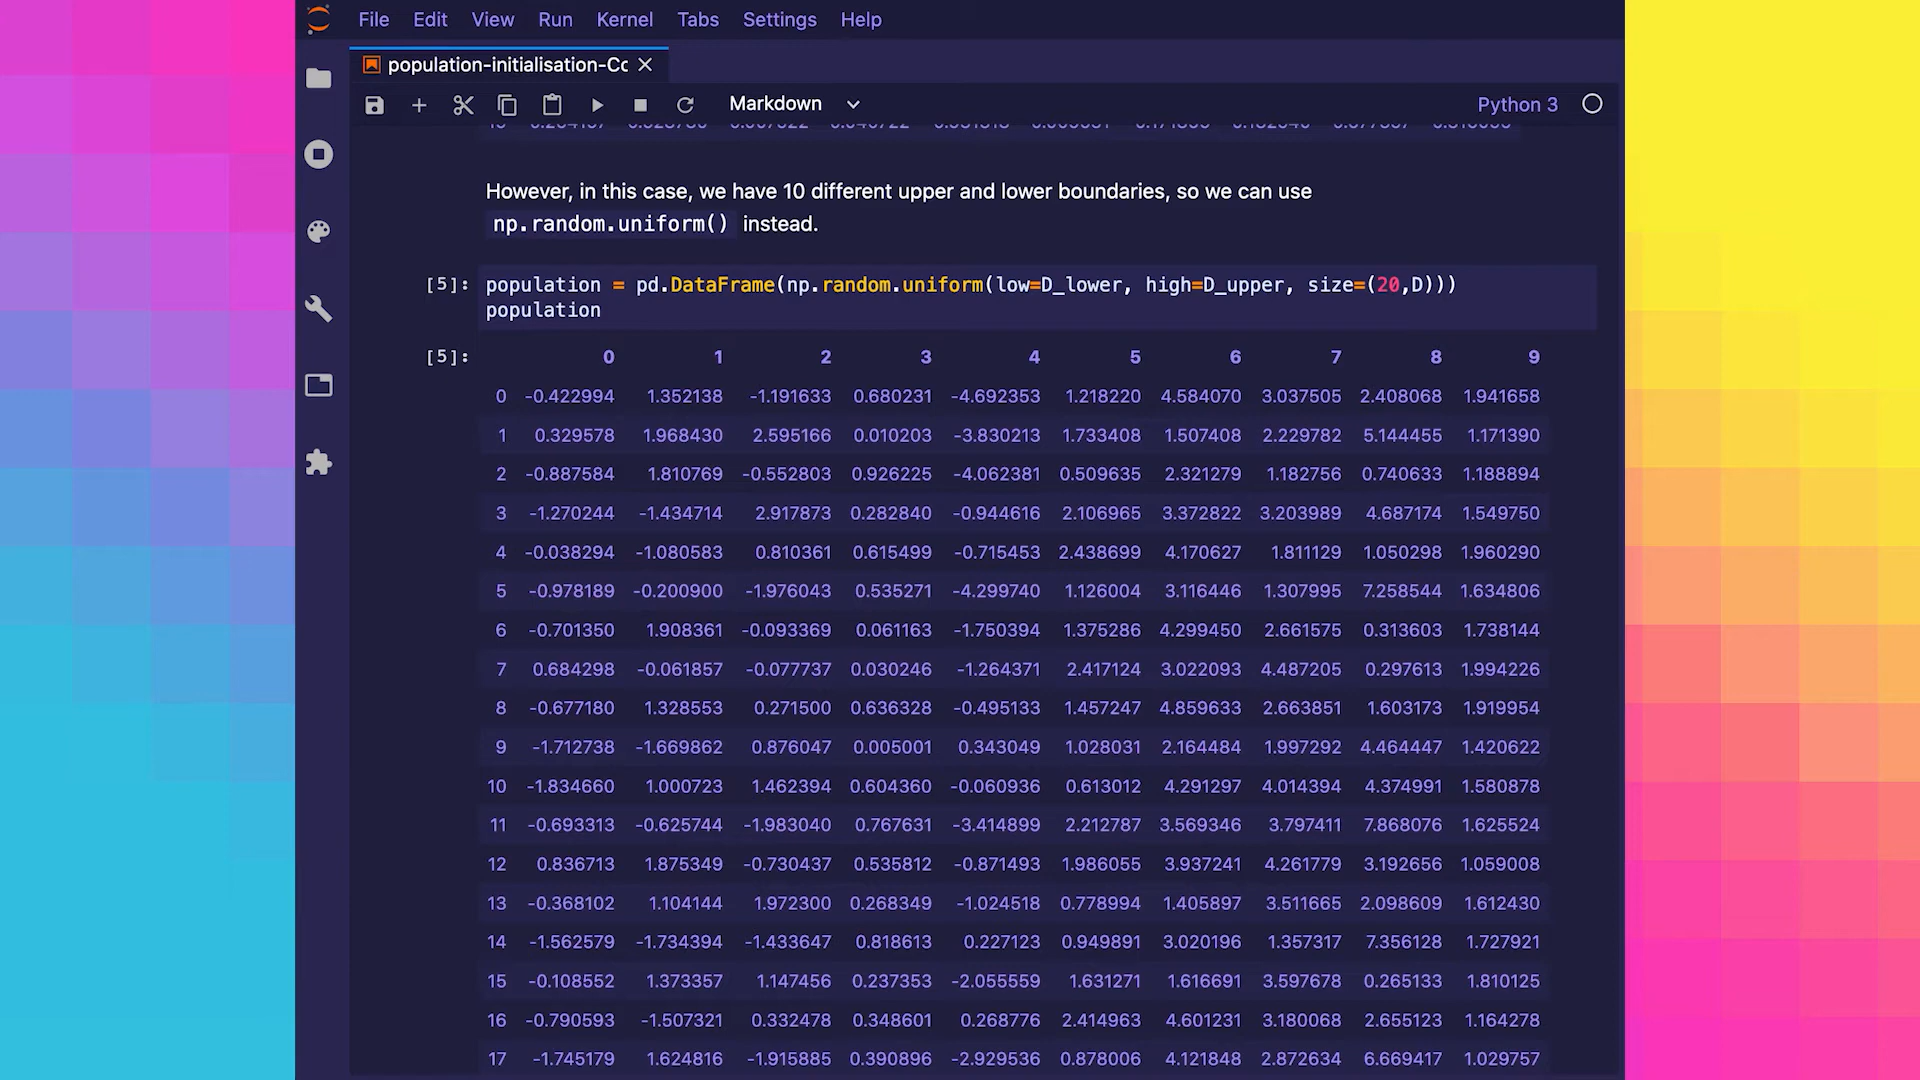 File Edit View Run Kernel Tabs Settings Help
population-initialisation-Co
Markdown Python 3
However, in this case, we have 10 different upper and lower boundaries, so we can use
np.random.uniform() instead.
[5]: population = pd.DataFrame(np.random.uniform(low=D_lower, high=D_upper, size=(20,D)))
population
[5]: 0 1 2 3 4 5 6 7 8 9
0 -0.422994 1.352138 -1.191633 0.680231 -4.692353 1.218220 4.584070 3.037505 2.408068 1.941658
1 0.329578 1.968430 2.595166 0.010203 -3.830213 1.733408 1.507408 2.229782 5.144455 1.171390
2 -0.887584 1.810769 -0.552803 0.926225 -4.062381 0.509635 2.321279 1.182756 0.740633 1.188894
3 -1.270244 -1.434714 2.917873 0.282840 -0.944616 2.106965 3.372822 3.203989 4.687174 1.549750
4 -0.038294 -1.080583 0.810361 0.615499 -0.715453 2.438699 4.170627 1.811129 1.050298 1.960290
5 -0.978189 -0.200900 -1.976043 0.535271 -4.299740 1.126004 3.116446 1.307995 7.258544 1.634806
6 -0.701350 1.908361 -0.093369 0.061163 -1.750394 1.375286 4.299450 2.661575 0.313603 1.738144
7 0.684298 -0.061857 -0.077737 0.030246 -1.264371 2.417124 3.022093 4.487205 0.297613 1.994226
8 -0.677180 1.328553 0.271500 0.636328 -0.495133 1.457247 4.859633 2.663851 1.603173 1.919954
9 -1.712738 -1.669862 0.876047 0.005001 0.343049 1.028031 2.164484 1.997292 4.464447 1.420622
10 -1.834660 1.000723 1.462394 0.604360 -0.060936 0.613012 4.291297 4.014394 4.374991 1.580878
11 -0.693313 -0.625744 -1.983040 0.767631 -3.414899 2.212787 3.569346 3.797411 7.868076 1.625524
12 0.836713 1.875349 -0.730437 0.535812 -0.871493 1.986055 3.937241 4.261779 3.192656 1.059008
13 -0.368102 1.104144 1.972300 0.268349 -1.024518 0.778994 1.405897 3.511665 2.098609 1.612430
14 -1.562579 -1.734394 -1.433647 0.818613 0.227123 0.949891 3.020196 1.357317 7.356128 1.727921
15 -0.108552 1.373357 1.147456 0.237353 -2.055559 1.631271 1.616691 3.597678 0.265133 1.810125
16 -0.790593 -1.507321 0.332478 0.348601 0.268776 2.414963 4.601231 3.180068 2.655123 1.164278
17 -1.745179 1.624816 -1.915885 0.390896 -2.929536 0.878006 4.121848 2.872634 6.669417 1.029757